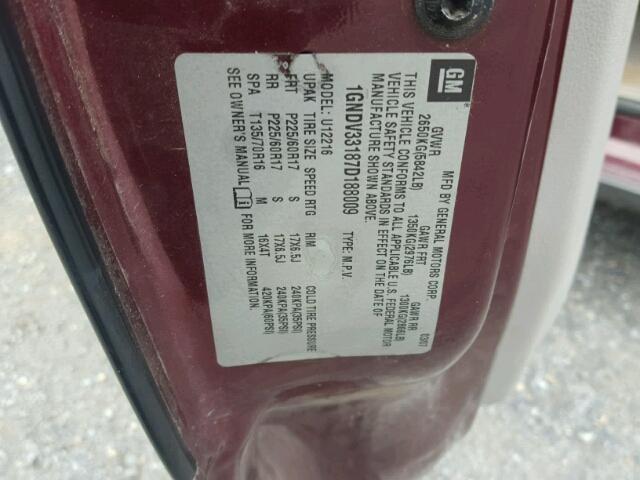 GM
MFD BY GENERAL MOTORS CORP. 03/07
GVWR GAWR FRT GAWR RR
2650KG(5842LB) 1350KG(2976LB) 1300KG(2866LB)
THIS VEHICLE CONFORMS TO ALL APPLICABLE U.S. FEDERAL MOTOR
VEHICLE SAFETY STANDARDS IN EFFECT ON THE DATE OF
MANUFACTURE SHOWN ABOVE.
1GNDV33187D188009 TYPE: M.P.V.
MODEL: U12216
UPAK TIRE SIZE SPEED RTG RIM COLD TIRE PRESSURE
FRT P225/60R17 S 17X6.5J 240KPA(35PSI)
RR P225/60R17 S 17X6.5J 240KPA(35PSI)
SPA T135/70R16 M 16X4T 420KPA(60PSI)
SEE OWNER'S MANUAL FOR MORE INFORMATION.